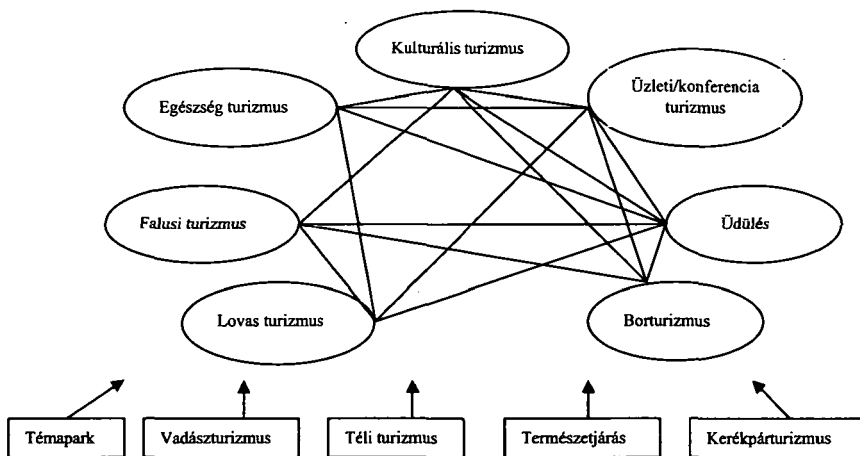 Kulturális turizmus
Egészség turizmus
Üzleti/konferencia
turizmus
Falusi turizmus
Üdülés
Lovas turizmus
Borturizmus
Témapark
Vadászturizmus
Téli turizmus
Természetjárás
Kerékpárturizmus